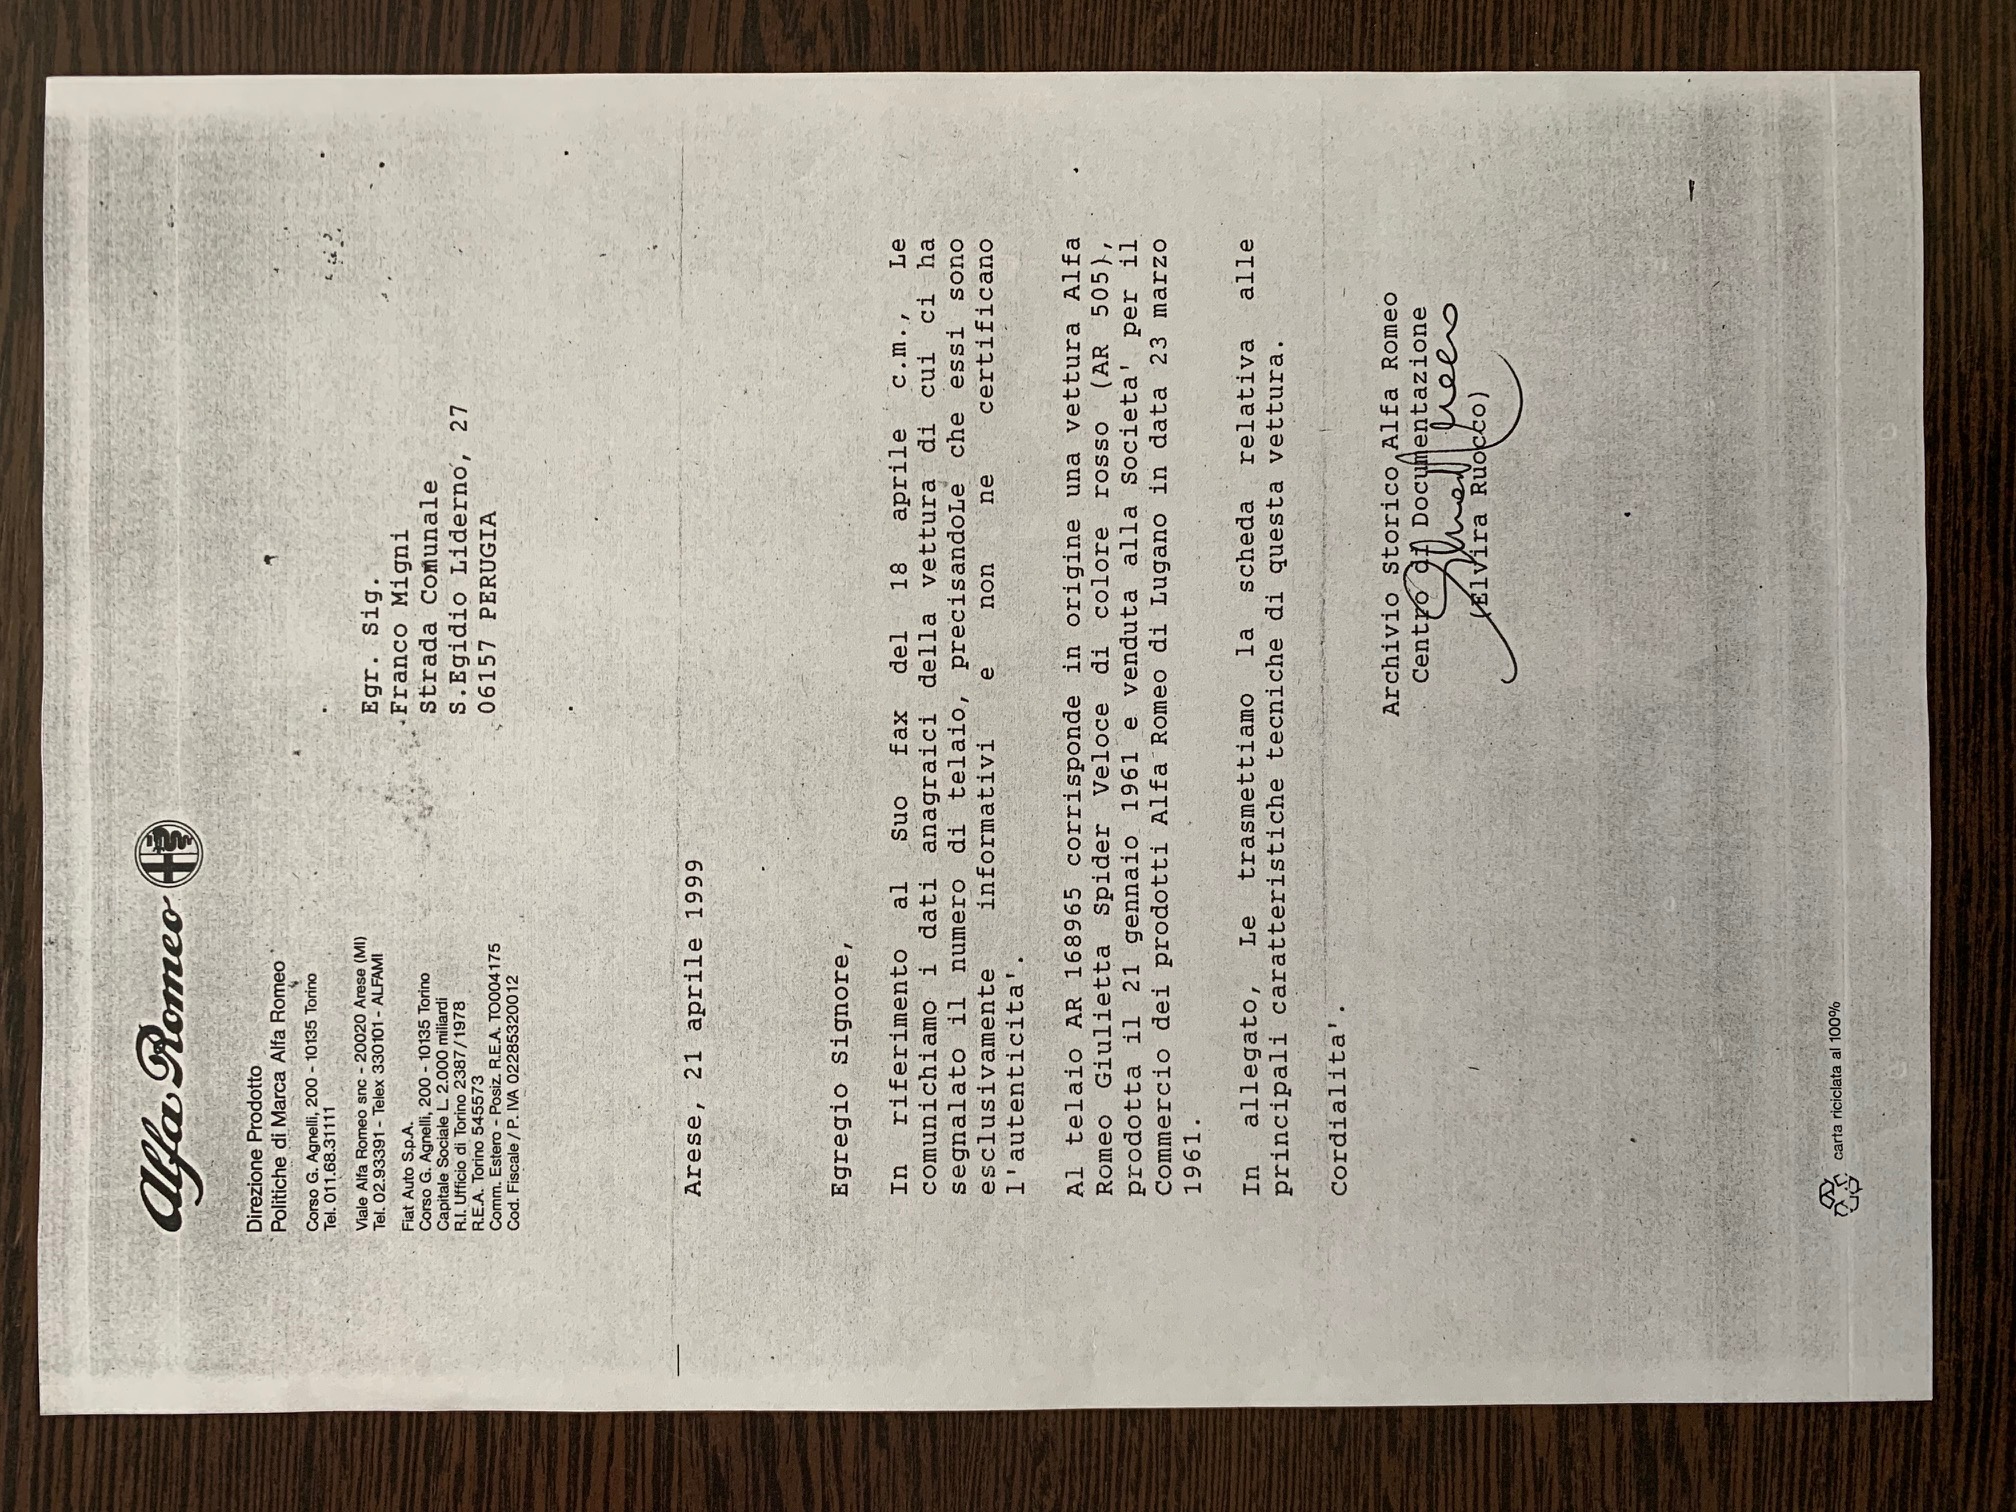 Alfa Romeo
Direzione Prodotto
Politiche di Marca Alfa Romeo
Corso G. Agnelli, 200 - 10135 Torino
Tel. 011.68.31111
Viale Alfa Romeo snc - 20020 Arese (MI)
Tel. 02.93391 - Telex 330101 - ALFAMI
Fiat Auto S.p.A.
Corso G. Agnelli, 200 - 10135 Torino
Capitale Sociale L. 2.000 miliardi
R.I. Ufficio di Torino 2387/1978
R.E.A. Torino 545573
Comm. Estero - Posiz. R.E.A. TO004175
Cod. Fiscale / P. IVA 02285320012
Egr. Sig.
Franco Migni
Strada Comunale
S.Egidio Liderno, 27
06157 PERUGIA
Arese, 21 aprile 1999
Egregio Signore,
In riferimento al Suo fax del 18 aprile c.m., Le
comunichiamo i dati anagraici della vettura di cui ci ha
segnalato il numero di telaio, precisandoLe che essi sono
esclusivamente informativi e non ne certificano
l'autenticita'.
Al telaio AR 168965 corrisponde in origine una vettura Alfa
Romeo Giulietta Spider Veloce di colore rosso (AR 505),
prodotta il 21 gennaio 1961 e venduta alla Societa' per il
Commercio dei prodotti Alfa Romeo di Lugano in data 23 marzo
1961.
In allegato, Le trasmettiamo la scheda relativa alle
principali caratteristiche tecniche di questa vettura.
Cordialita'.
Archivio Storico Alfa Romeo
Centro di Documentazione
(Elvira Ruocco)
carta riciclata al 100%